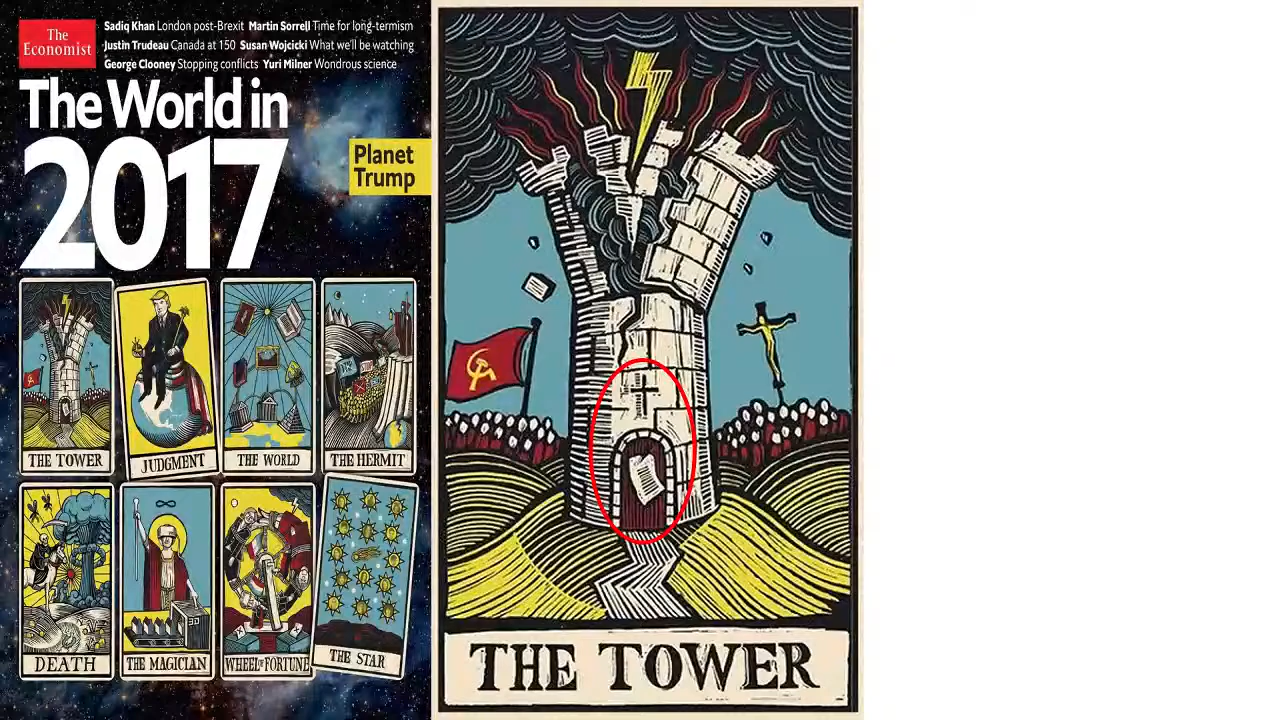 The
Economist
Sadiq Khan London post-Brexit Martin Sorrell Time for long-termism
Justin Trudeau Canada at 150 Susan Wojcicki What we'll be watching
George Clooney Stopping conflicts Yuri Milner Wondrous science
The World in
2017
Planet
Trump
THE TOWER
JUDGMENT
THE WORLD
THE HERMIT
DEATH
THE MAGICIAN
WHEEL OF FORTUNE
THE STAR
3D
THE TOWER